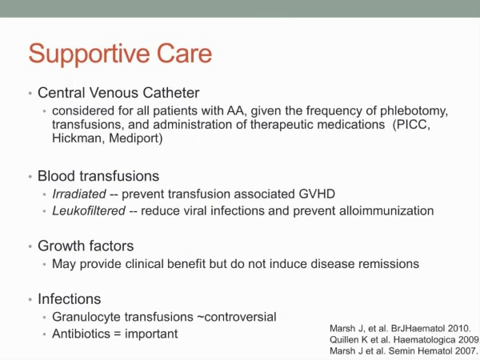 Supportive Care
• Central Venous Catheter
• considered for all patients with AA, given the frequency of phlebotomy,
transfusions, and administration of therapeutic medications (PICC,
Hickman, Mediport)
• Blood transfusions
• Irradiated -- prevent transfusion associated GVHD
• Leukofiltered -- reduce viral infections and prevent alloimmunization
• Growth factors
• May provide clinical benefit but do not induce disease remissions
• Infections
• Granulocyte transfusions ~controversial
• Antibiotics = important
Marsh J, et al. BrJHaematol 2010.
Quillen K et al. Haematologica 2009
Marsh J et al. Semin Hematol 2007.